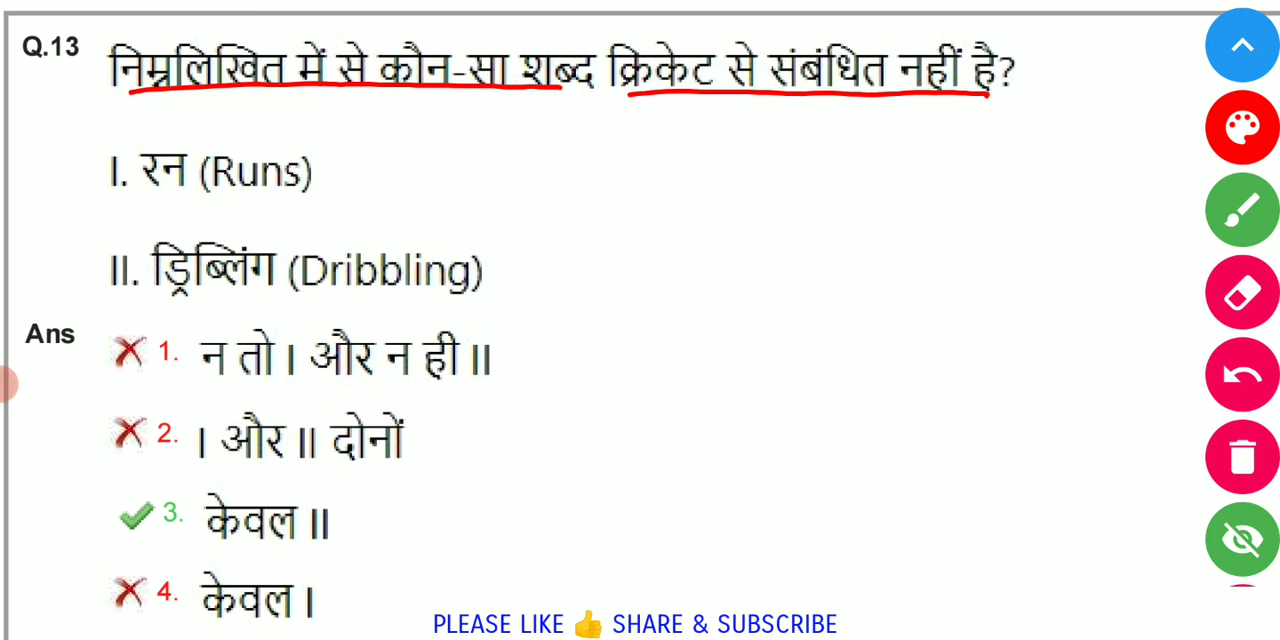 Q.13 निम्नलिखित में से कौन-सा शब्द क्रिकेट से संबंधित नहीं है?
I. रन (Runs)
II. ड्रिब्लिंग (Dribbling)
Ans
1. न तो I और न ही II
2. I और II दोनों
3. केवल II
4. केवल I
PLEASE LIKE 👍 SHARE & SUBSCRIBE